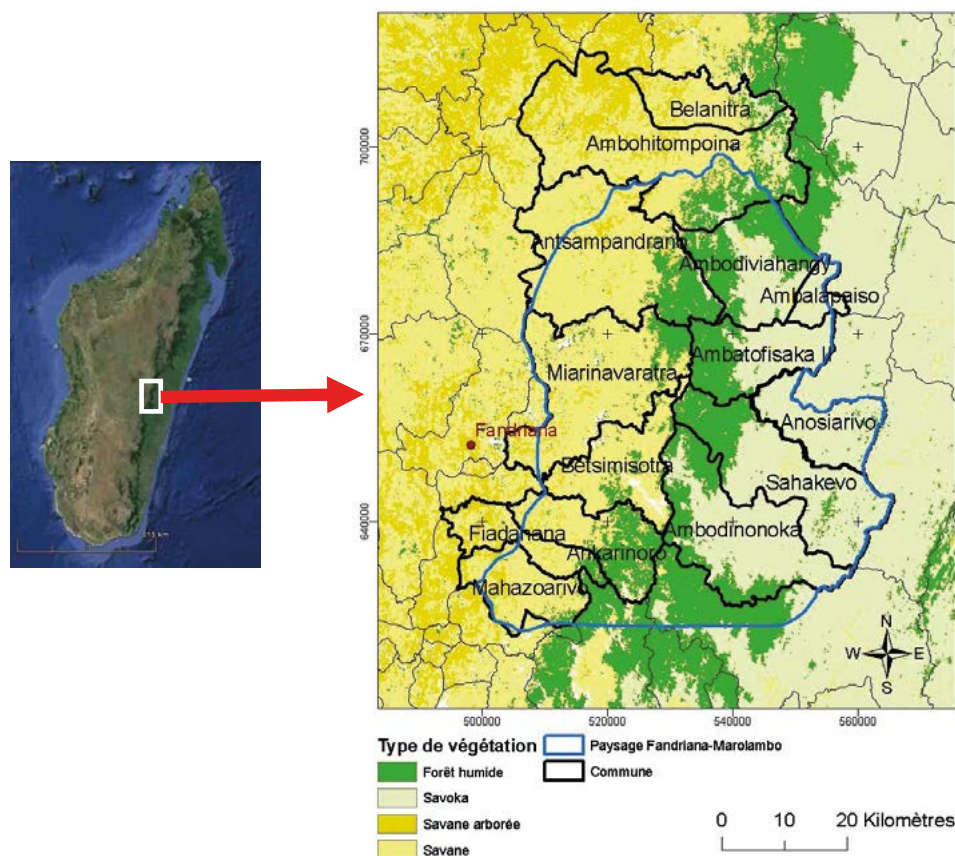 Belanitra
Ambohitompoina
Antsampandrano
Ambodiviahangy
Ambalapaiso
Miarinavaratra
Ambatofisaka II
Fandriana
Anosiarivo
Betsimisotra
Sahakevo
Fiadanana
Ankarinoro
Ambodinonoka
Mahazoarivo
700000
670000
640000
N
W E
S
500000 520000 540000 560000
Type de végétation
Forêt humide
Savoka
Savane arborée
Savane
Paysage Fandriana-Marolambo
Commune
0 10 20 Kilomètres